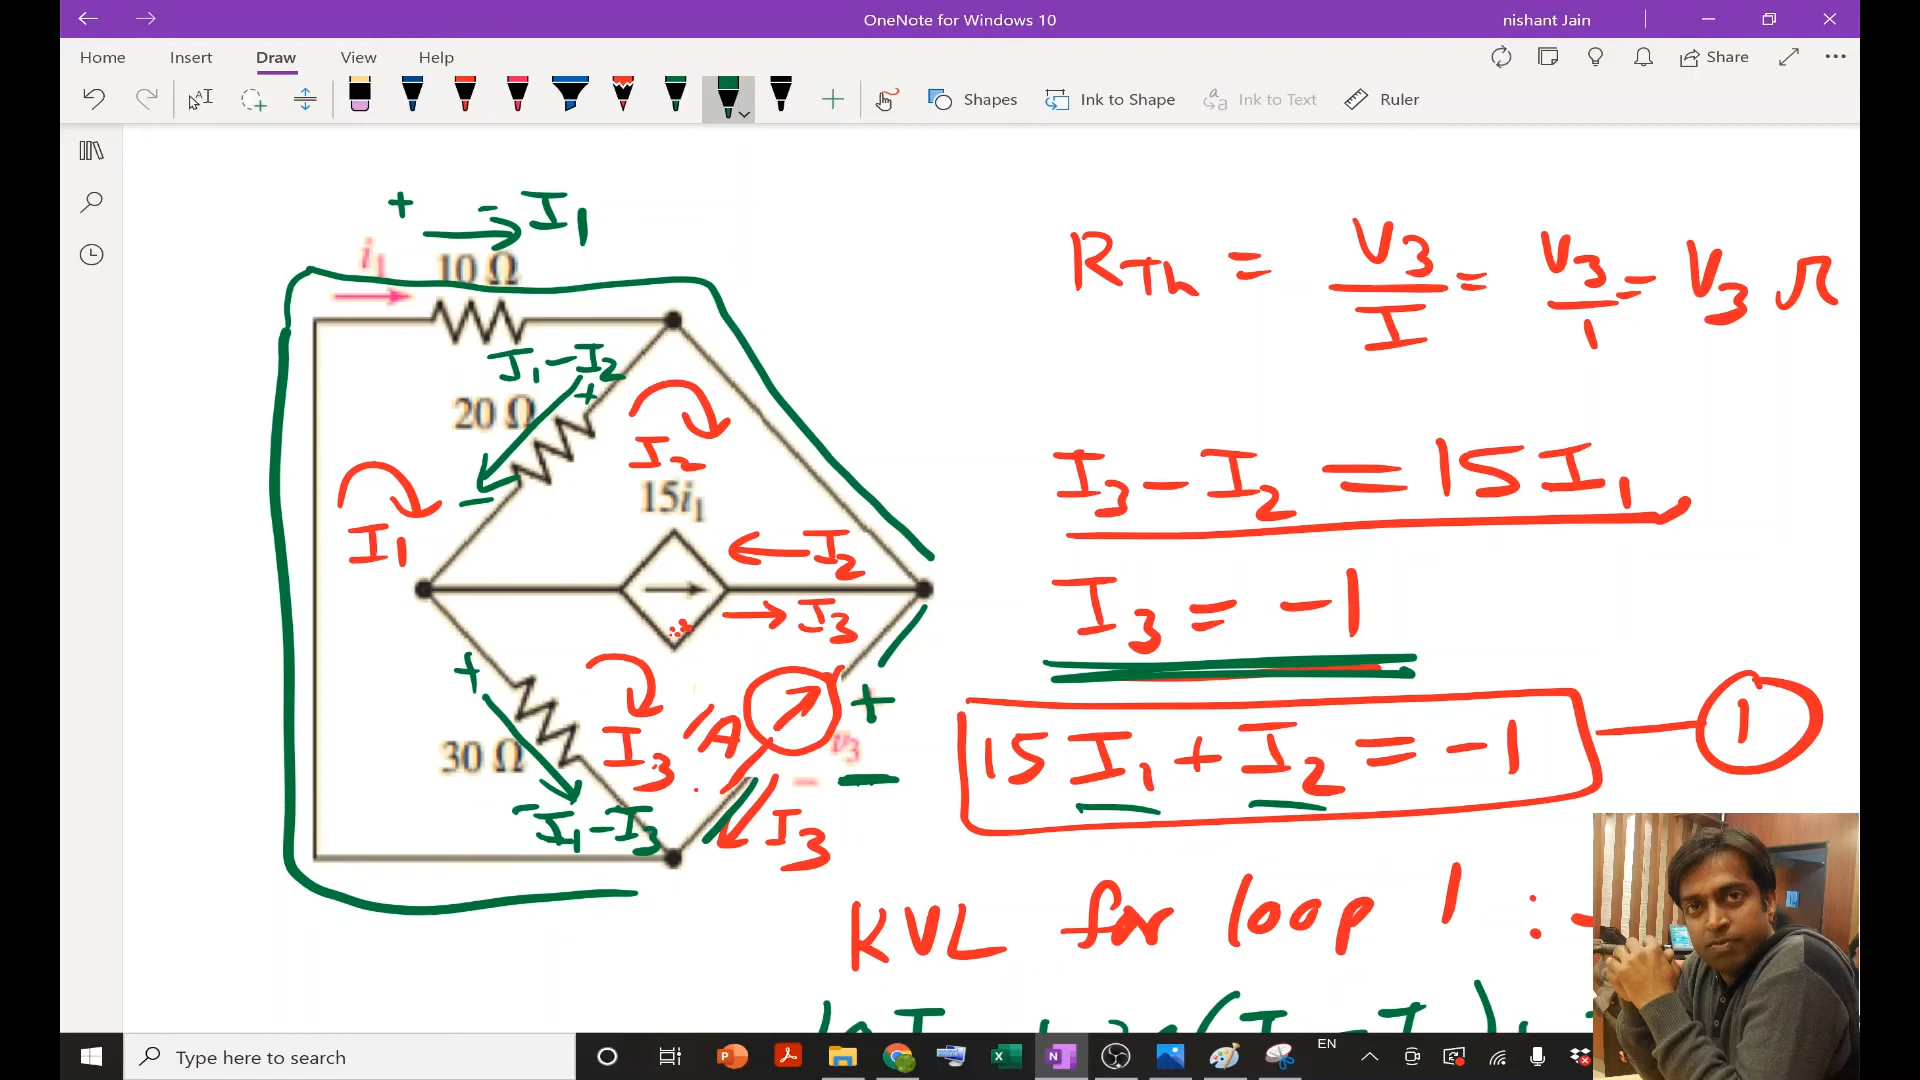 OneNote for Windows 10
nishant Jain
Home Insert Draw View Help
Share
Shapes
Ink to Shape
Ink to Text
Ruler
+ - I1
i1 10 Ω
I1-I2
+
20 Ω
-
I2
15i1
I1
I2
I3
+
30 Ω
I3
1A
+
v3
-
I1-I3
I3
RTh = V3/I = V3/1 = V3 Ω
I3 - I2 = 15 I1
I3 = -1
15 I1 + I2 = -1 1
KVL for loop 1 :-
Type here to search
EN